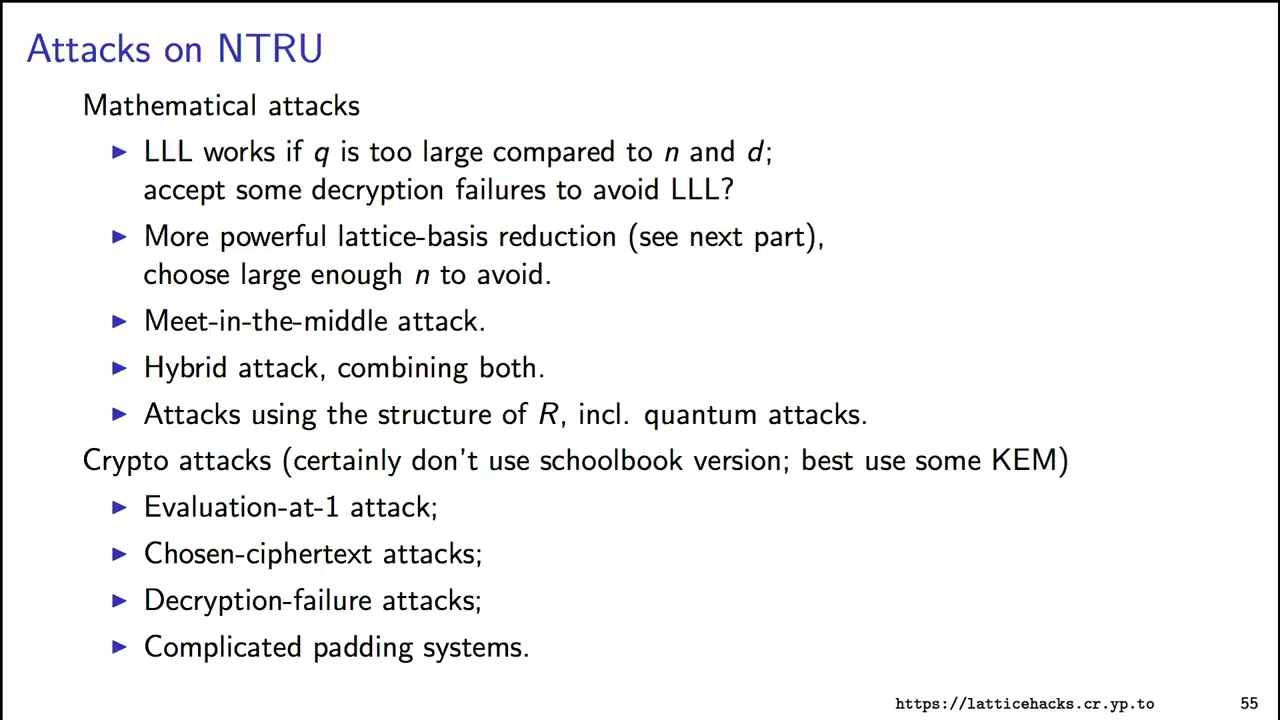 Attacks on NTRU
Mathematical attacks
▶ LLL works if q is too large compared to n and d;
accept some decryption failures to avoid LLL?
▶ More powerful lattice-basis reduction (see next part),
choose large enough n to avoid.
▶ Meet-in-the-middle attack.
▶ Hybrid attack, combining both.
▶ Attacks using the structure of R, incl. quantum attacks.
Crypto attacks (certainly don't use schoolbook version; best use some KEM)
▶ Evaluation-at-1 attack;
▶ Chosen-ciphertext attacks;
▶ Decryption-failure attacks;
▶ Complicated padding systems.
https://latticehacks.cr.yp.to 55